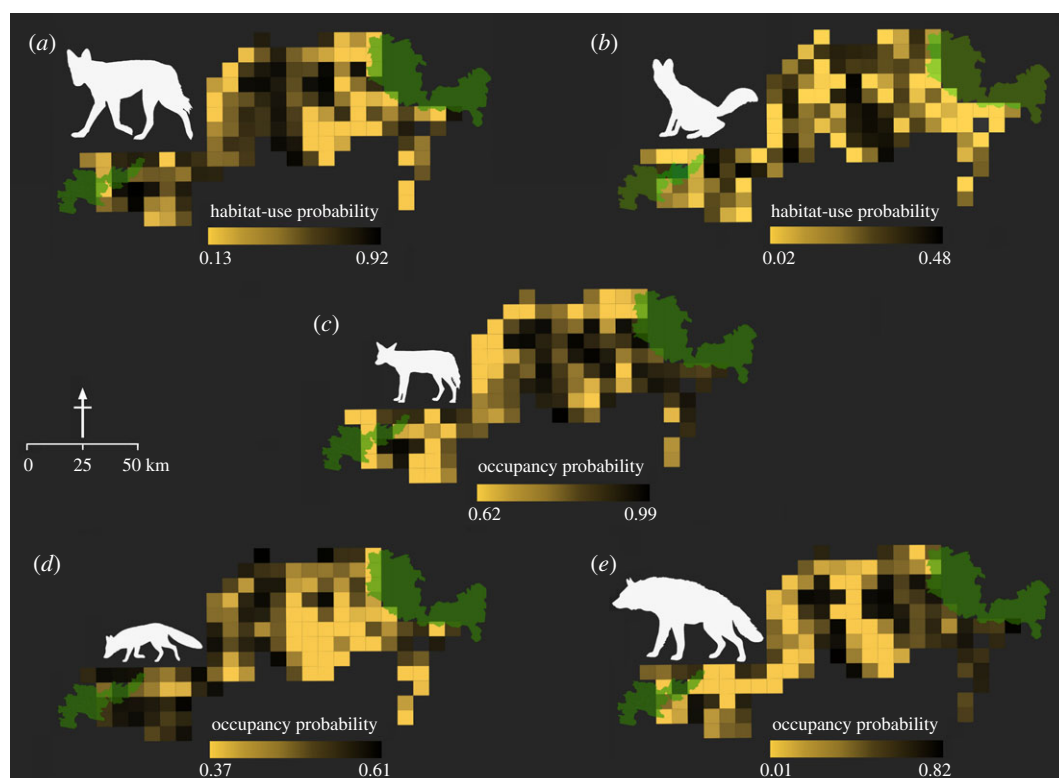 (a)
(b)
habitat-use probability
0.13 0.92
habitat-use probability
0.02 0.48
(c)
0 25 50 km
occupancy probability
0.62 0.99
(d)
(e)
occupancy probability
0.37 0.61
occupancy probability
0.01 0.82